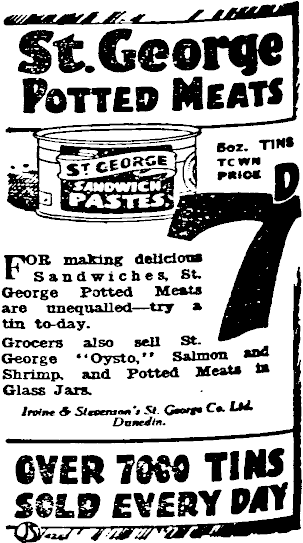 St. George
POTTED MEATS
ST GEORGE
SANDWICH
PASTES
5oz. TINS
TOWN
PRICE
7D
FOR making delicious
Sandwiches, St.
George Potted Meats
are unequalled—try a
tin to-day.
Grocers also sell St.
George "Oysto," Salmon and
Shrimp, and Potted Meats in
Glass Jars.
Irvine & Stevenson's St. George Co. Ltd.
Dunedin.
OVER 7000 TINS
SOLD EVERY DAY